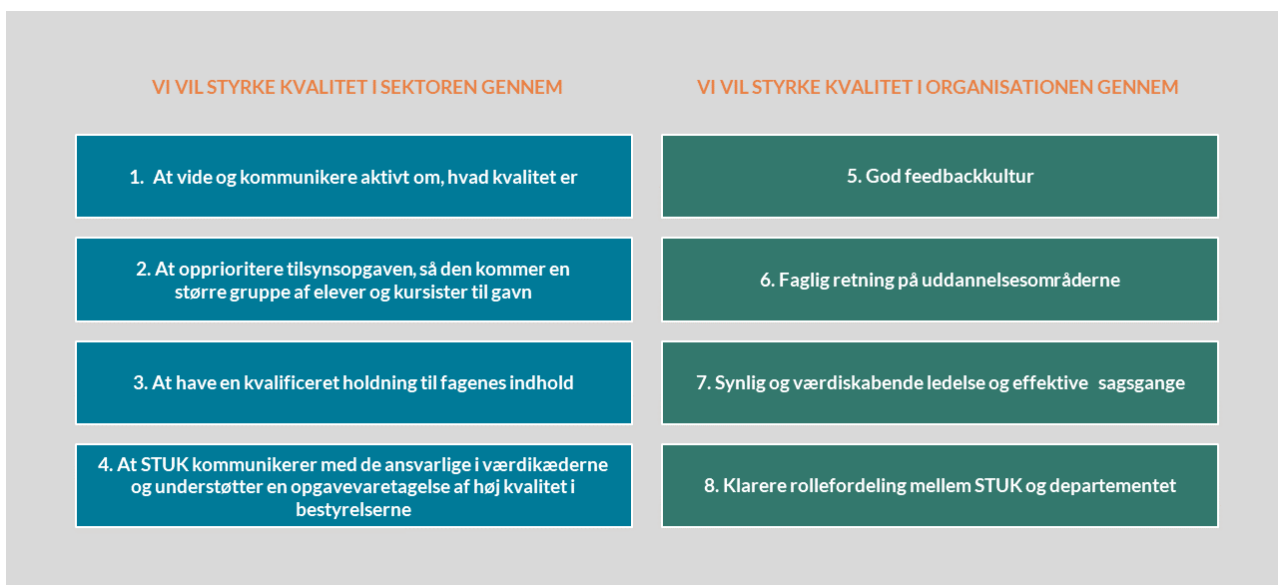 VI VIL STYRKE KVALITET I SEKTOREN GENNEM
1. At vide og kommunikere aktivt om, hvad kvalitet er
2. At opprioritere tilsynsopgaven, så den kommer en
større gruppe af elever og kursister til gavn
3. At have en kvalificeret holdning til fagenes indhold
4. At STUK kommunikerer med de ansvarlige i værdikæderne
og understøtter en opgavevaretagelse af høj kvalitet i
bestyrelserne
VI VIL STYRKE KVALITET I ORGANISATIONEN GENNEM
5. God feedbackkultur
6. Faglig retning på uddannelsesområderne
7. Synlig og værdiskabende ledelse og effektive sagsgange
8. Klarere rollefordeling mellem STUK og departementet